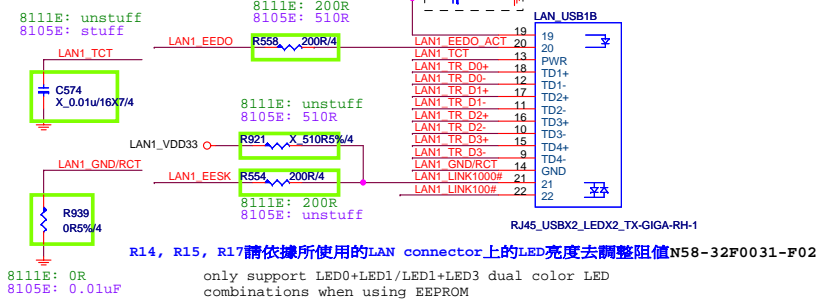 8111E: 200R
8105E: 510R
8111E: unstuff
8105E: stuff
LAN_USB1B
LAN1_EEDO
R558
200R/4
LAN1_EEDO_ACT
LAN1_TCT
C574
X_0.01u/16X7/4
19
20
13
18
12
17
11
16
10
15
9
14
21
22
19
20
PWR
TD1+
TD1-
TD2+
TD2-
TD3+
TD3-
TD4+
TD4-
GND
21
22
LAN1_TCT
LAN1_TR_D0+
LAN1_TR_D0-
LAN1_TR_D1+
LAN1_TR_D1-
LAN1_TR_D2+
LAN1_TR_D2-
LAN1_TR_D3+
LAN1_TR_D3-
LAN1_GND/RCT
LAN1_LINK1000#
LAN1_LINK100#
8111E: unstuff
8105E: 510R
LAN1_VDD33
R921
X_510R5%/4
LAN1_GND/RCT
LAN1_EESK
R554
200R/4
8111E: 200R
8105E: unstuff
R939
0R5%/4
RJ45_USBX2_LEDX2_TX-GIGA-RH-1
R14, R15, R17請依據所使用的LAN connector上的LED亮度去調整阻值N58-32F0031-F02
8111E: 0R
8105E: 0.01uF
only support LED0+LED1/LED1+LED3 dual color LED
combinations when using EEPROM